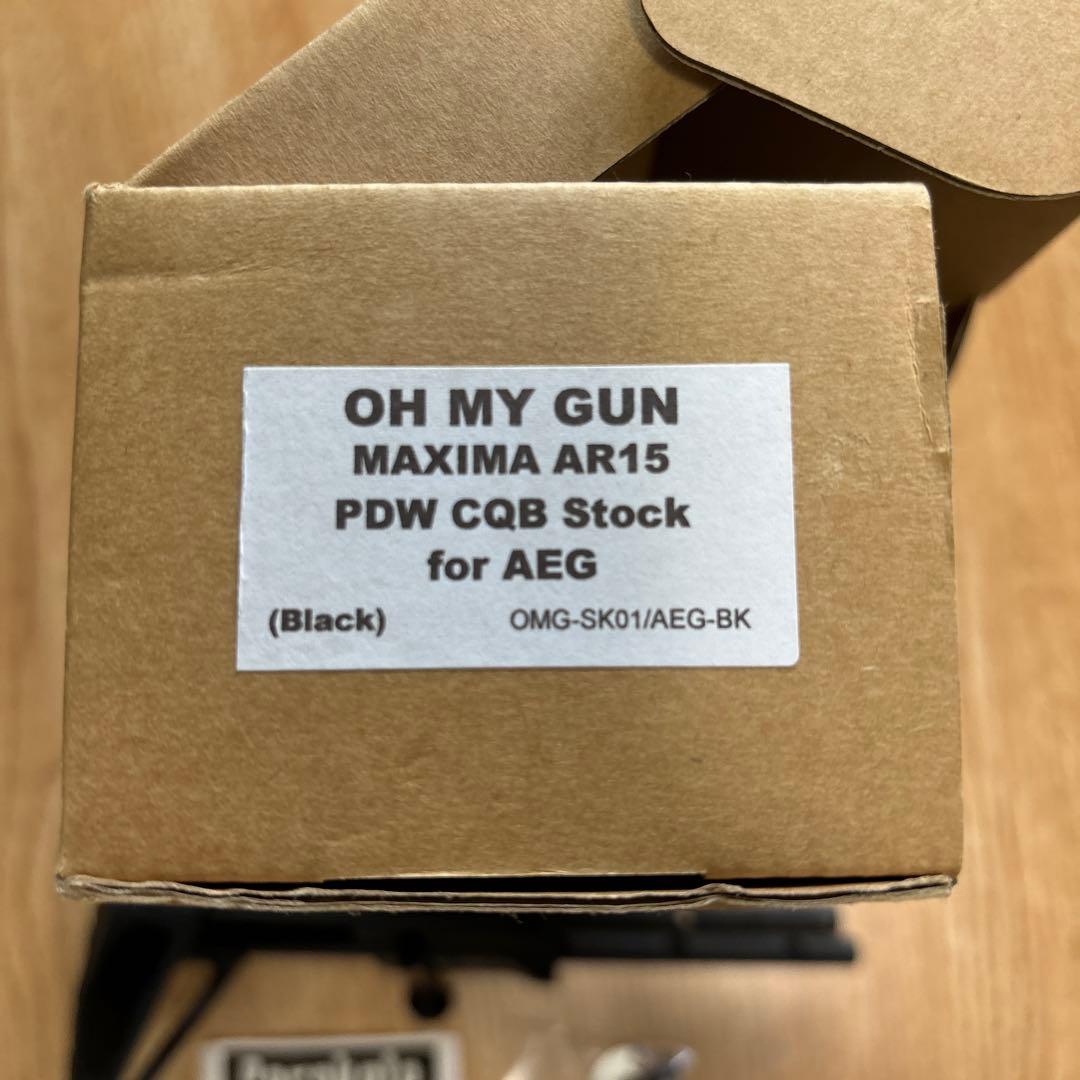 OH MY GUN
MAXIMA AR15
PDW CQB Stock
for AEG
(Black) OMG-SK01/AEG-BK